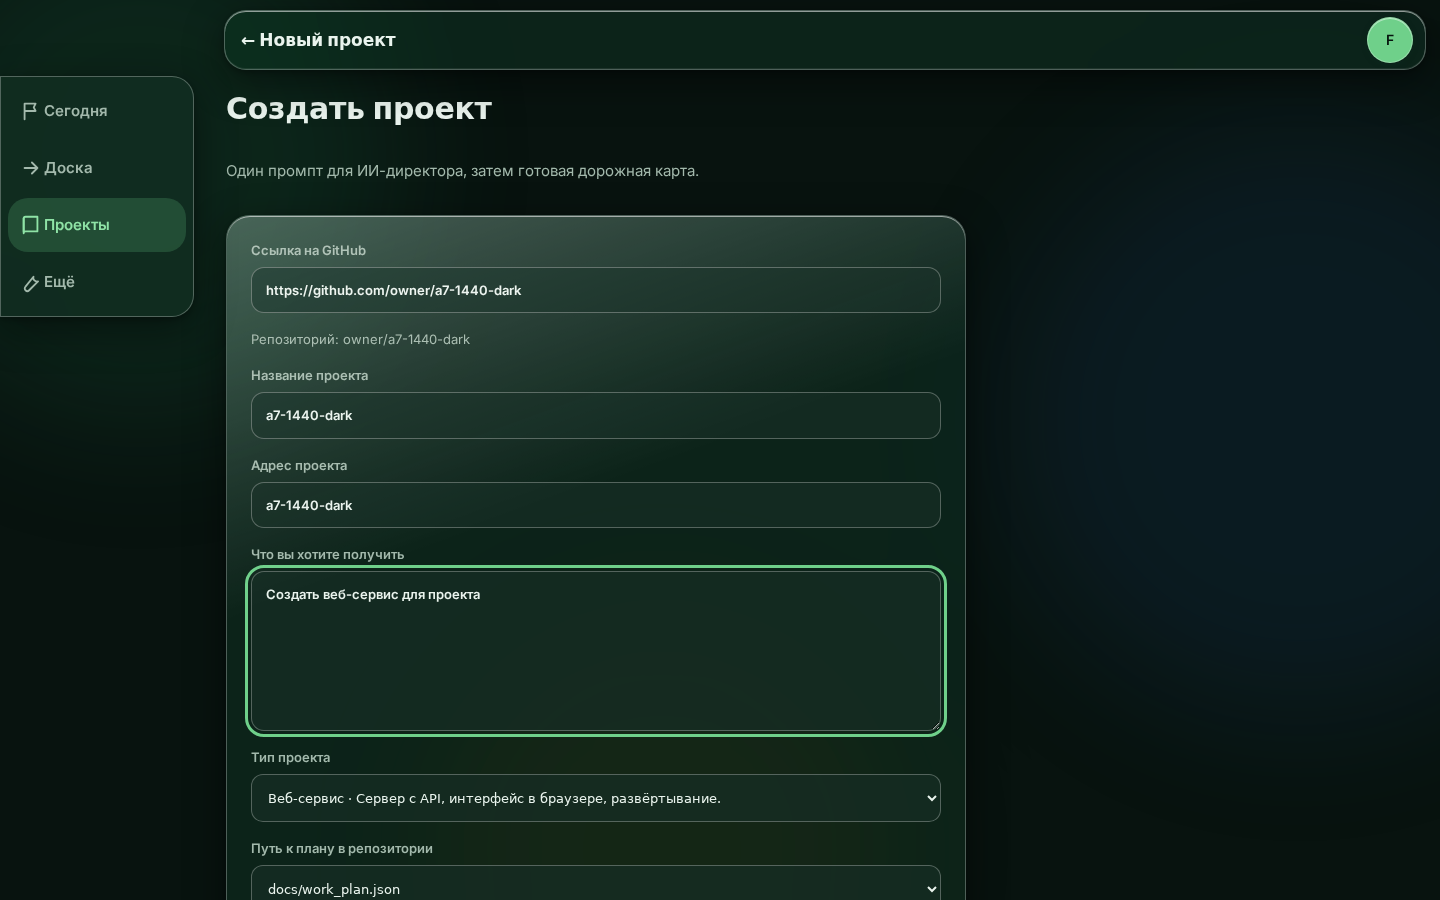 ← Новый проект
F
Сегодня
Доска
Проекты
Ещё
Создать проект
Один промпт для ИИ-директора, затем готовая дорожная карта.
Ссылка на GitHub
https://github.com/owner/a7-1440-dark
Репозиторий: owner/a7-1440-dark
Название проекта
a7-1440-dark
Адрес проекта
a7-1440-dark
Что вы хотите получить
Создать веб-сервис для проекта
Тип проекта
Веб-сервис · Сервер с API, интерфейс в браузере, развёртывание.
Путь к плану в репозитории
docs/work_plan.json